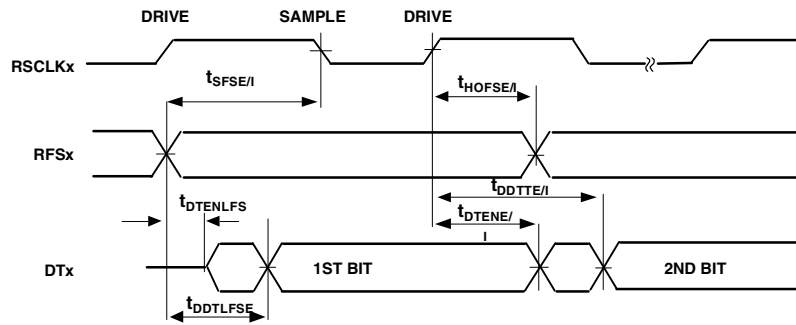 DRIVE SAMPLE DRIVE
RSCLKx
tSFSE/I
tHOFSE/I
RFSx
tDDTTE/I
tDTENLFS
tDTENE/
I
DTx
1ST BIT
2ND BIT
tDDTLFSE